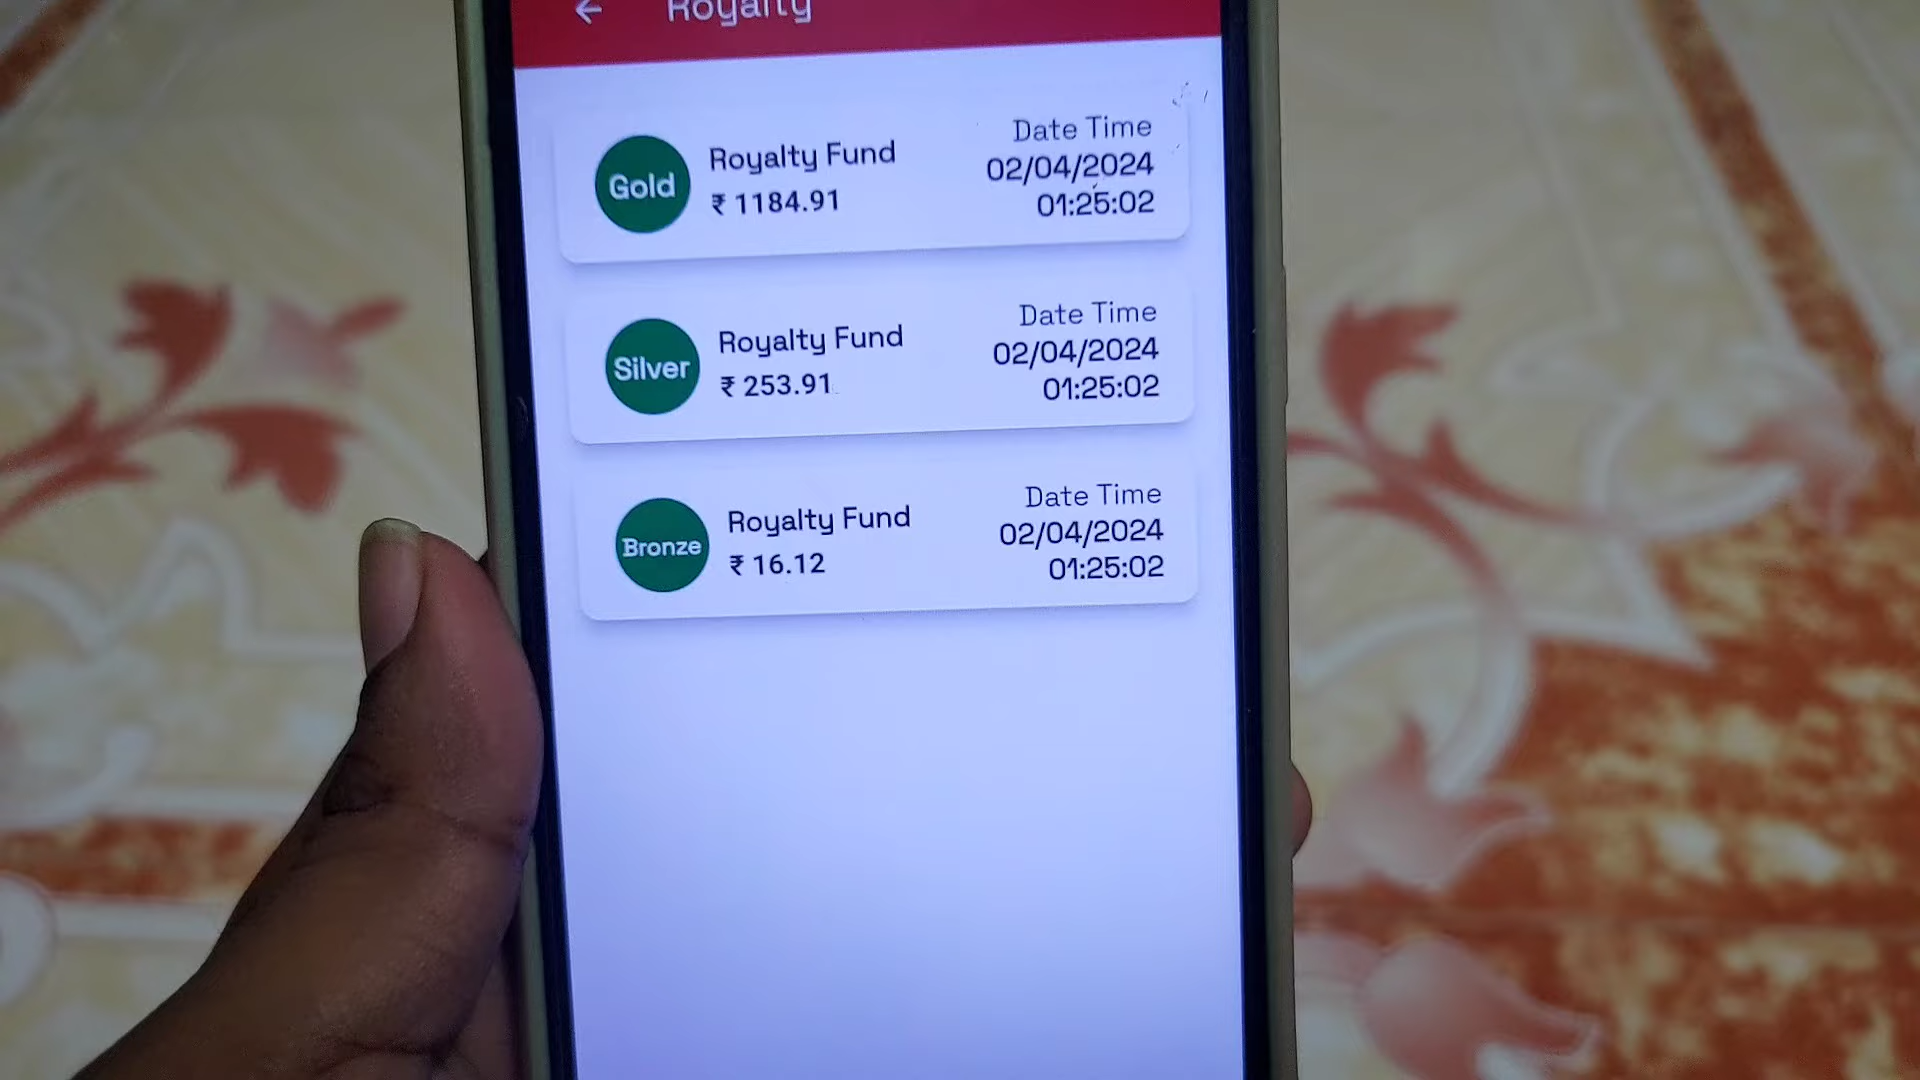 Royalty
Gold
Royalty Fund
₹ 1184.91
Date Time
02/04/2024
01:25:02
Silver
Royalty Fund
₹ 253.91
Date Time
02/04/2024
01:25:02
Bronze
Royalty Fund
₹ 16.12
Date Time
02/04/2024
01:25:02